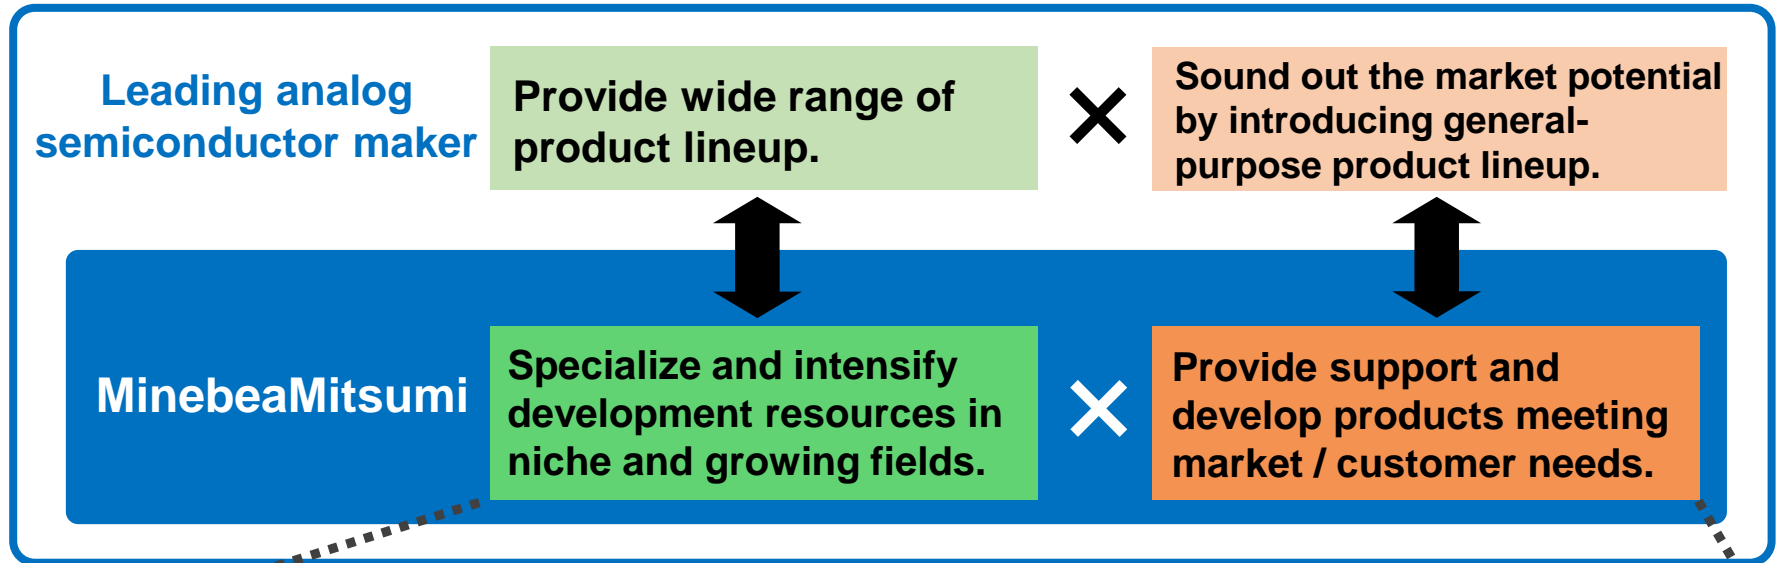 Leading analog
semiconductor maker
Provide wide range of
product lineup.
Sound out the market potential
by introducing general-
purpose product lineup.
MinebeaMitsumi
Specialize and intensify
development resources in
niche and growing fields.
Provide support and
develop products meeting
market / customer needs.